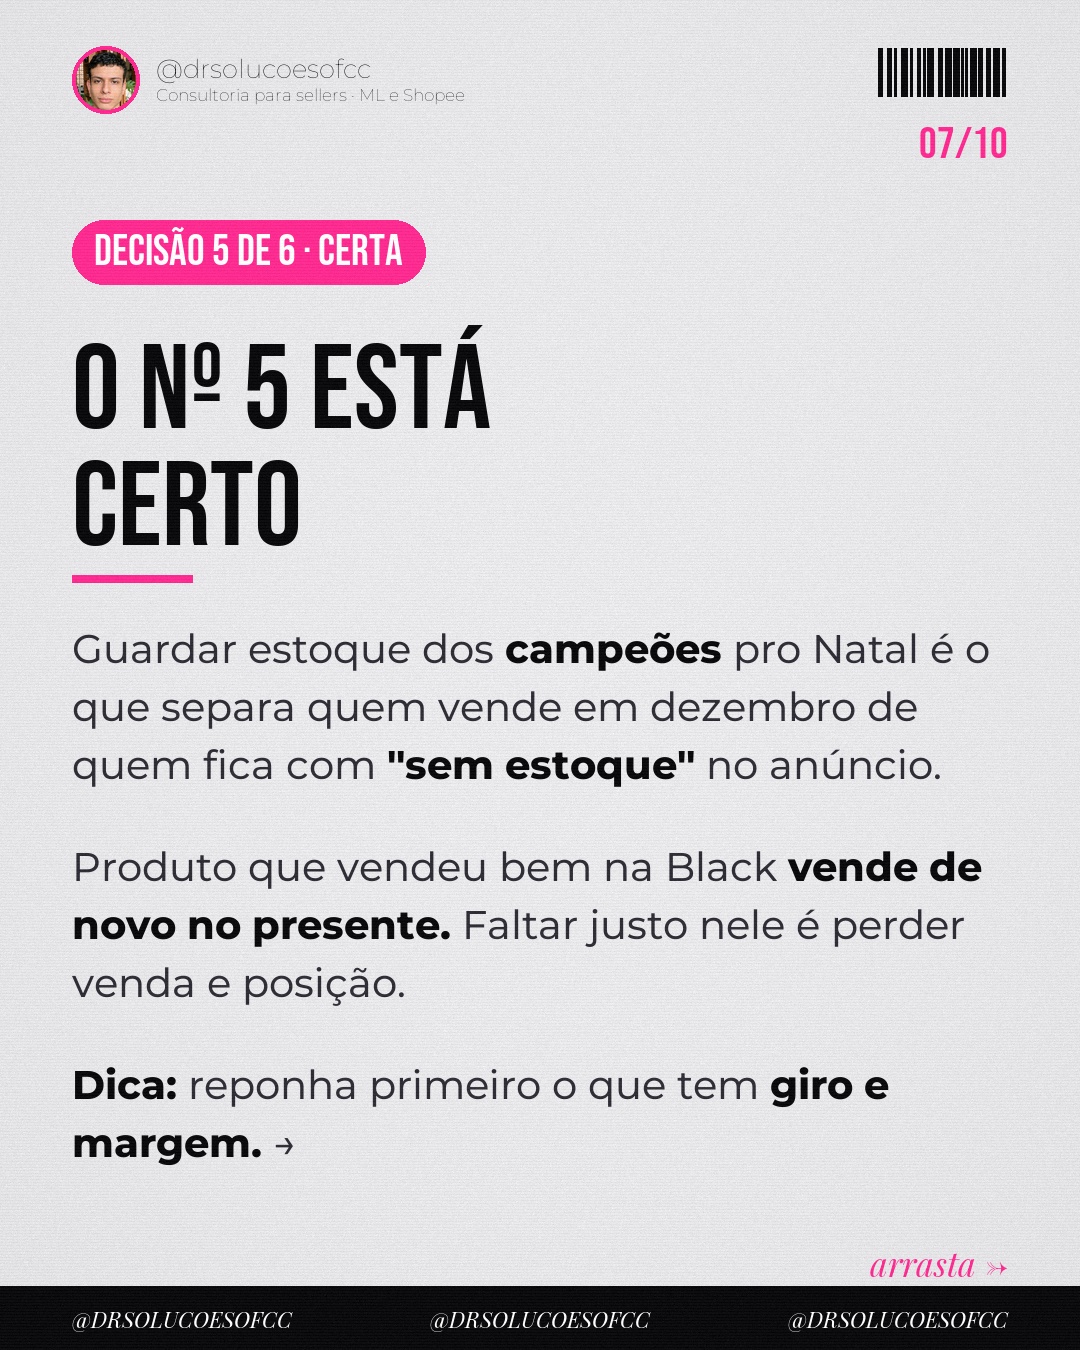 @drsolucoesofcc
Consultoria para sellers · ML e Shopee
07/10
DECISÃO 5 DE 6 · CERTA
O Nº 5 ESTÁ
CERTO
Guardar estoque dos campeões pro Natal é o
que separa quem vende em dezembro de
quem fica com "sem estoque" no anúncio.
Produto que vendeu bem na Black vende de
novo no presente. Faltar justo nele é perder
venda e posição.
Dica: reponha primeiro o que tem giro e
margem. →
arrasta ➳
@DRSOLUCOESOFCC @DRSOLUCOESOFCC @DRSOLUCOESOFCC